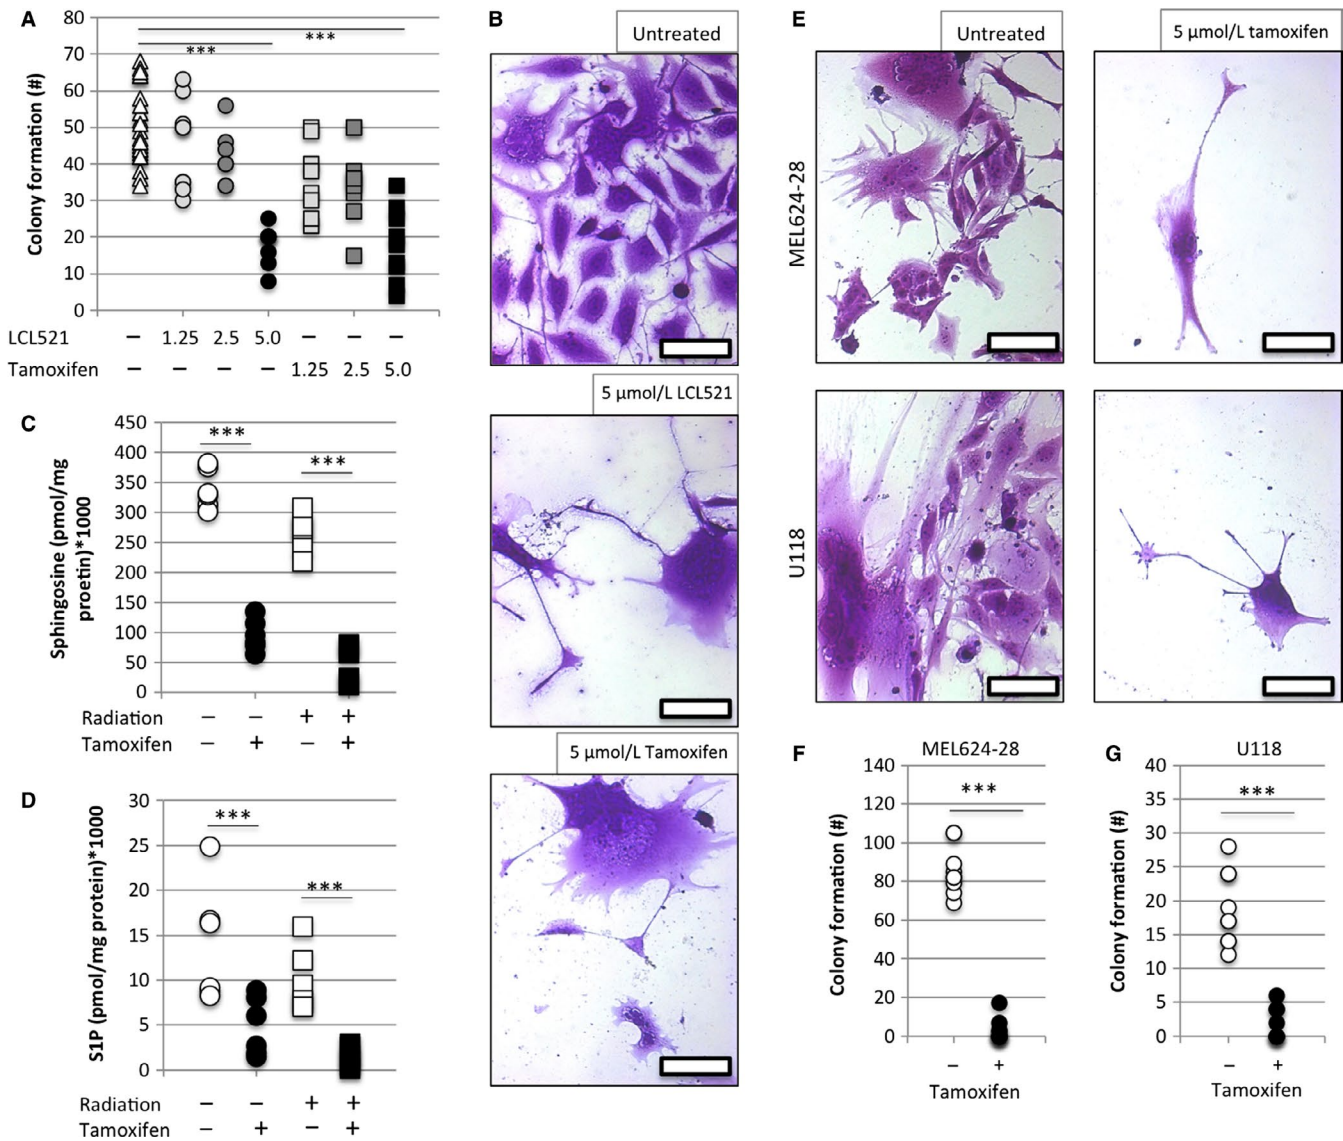 A
80
70
60
50
40
30
20
10
0
Colony formation (#)
***
***
LCL521 – 1.25 2.5 5.0 – – –
Tamoxifen – – – – 1.25 2.5 5.0
B
Untreated
5 µmol/L LCL521
5 µmol/L Tamoxifen
C
450
400
350
300
250
200
150
100
50
0
Sphingosine (pmol/mg
proetin)*1000
***
***
Radiation – – + +
Tamoxifen – + – +
D
30
25
20
15
10
5
0
S1P (pmol/mg protein)*1000
***
***
Radiation – – + +
Tamoxifen – + – +
E
Untreated
5 µmol/L tamoxifen
MEL624-28
Untreated
U118
F
MEL624-28
140
120
100
80
60
40
20
0
Colony formation (#)
***
– +
Tamoxifen
G
U118
40
35
30
25
20
15
10
5
0
Colony formation (#)
***
– +
Tamoxifen